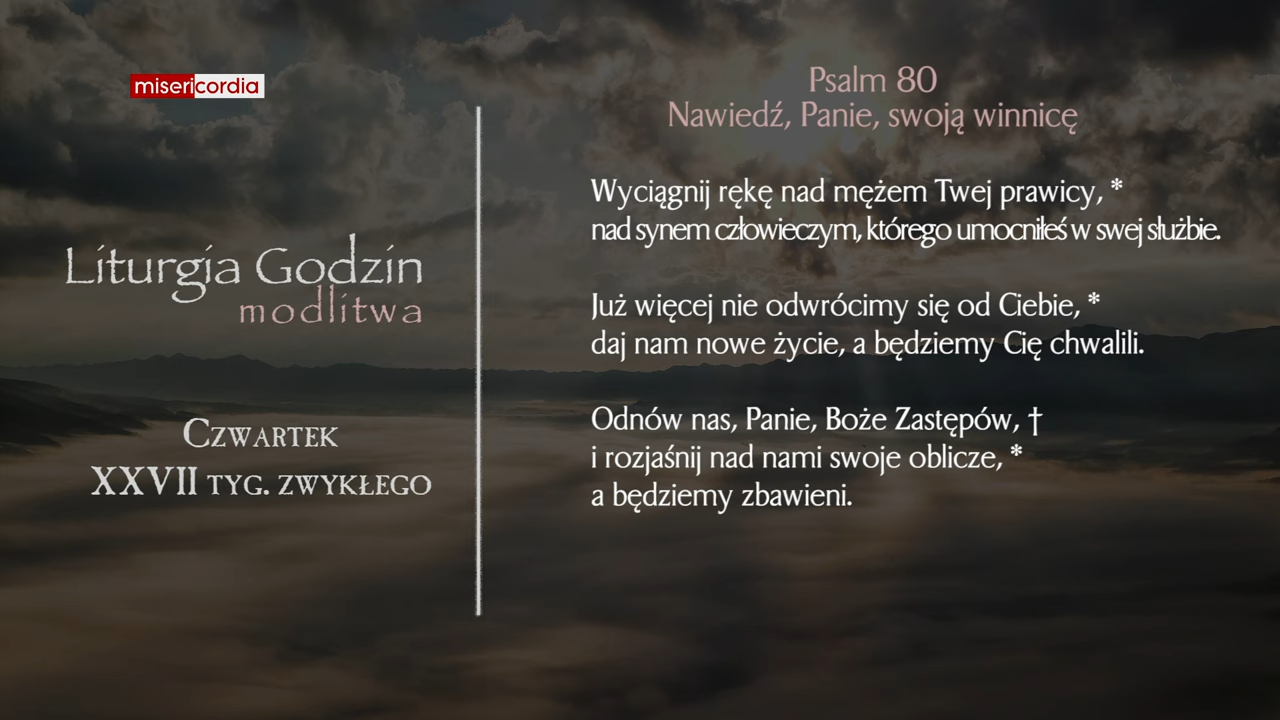 misericordia
Liturgia Godzin
modlitwa
Czwartek
XXVII tyg. zwykłego
Psalm 80
Nawiedź, Panie, swoją winnicę
Wyciągnij rękę nad mężem Twej prawicy, *
nad synem człowieczym, którego umocniłeś w swej służbie.
Już więcej nie odwrócimy się od Ciebie, *
daj nam nowe życie, a będziemy Cię chwalili.
Odnów nas, Panie, Boże Zastępów, †
i rozjaśnij nad nami swoje oblicze, *
a będziemy zbawieni.